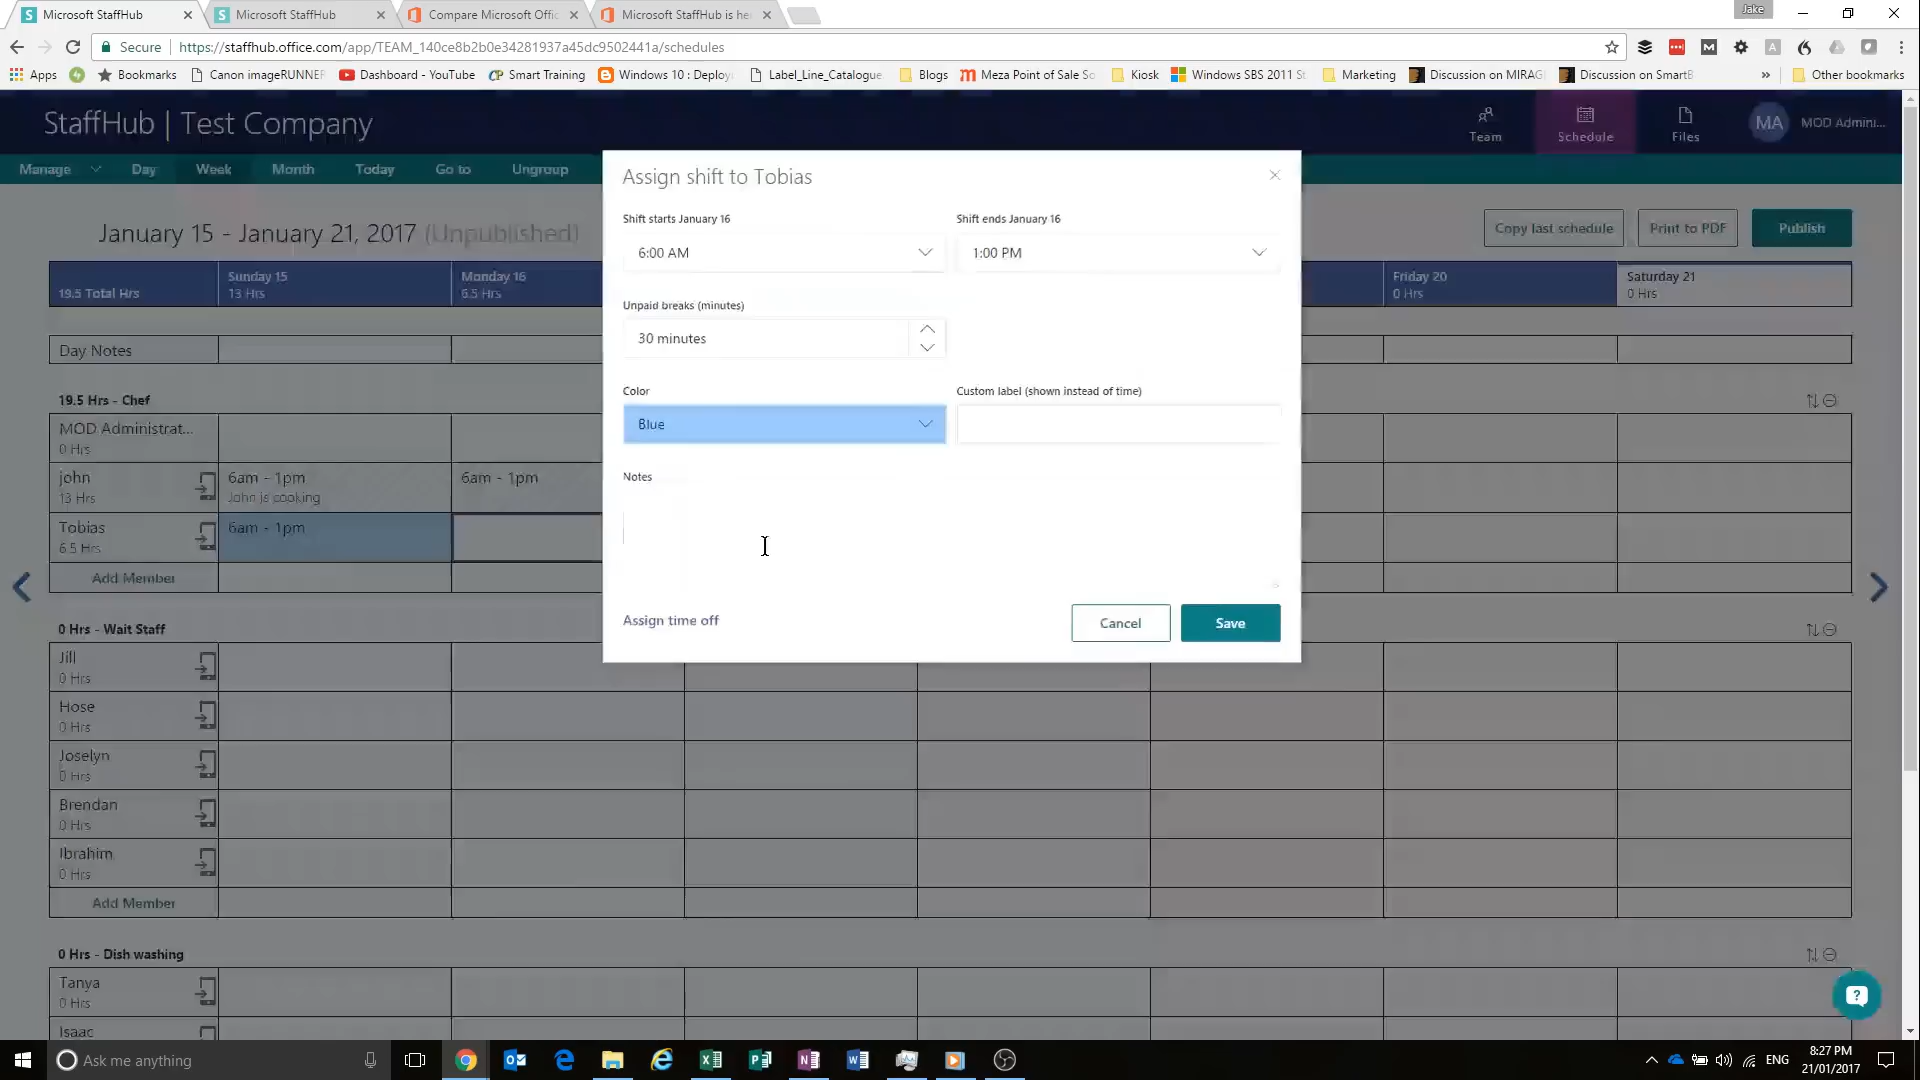 Microsoft StaffHub
Microsoft StaffHub
Compare Microsoft Offic
Microsoft StaffHub is he
Jake
Secure
https://staffhub.office.com/app/TEAM_140ce8b2b0e34281937a45dc9502441a/schedules
Apps
Bookmarks
Canon imageRUNNER
Dashboard - YouTube
Smart Training
Windows 10 : Deploy
Label_Line_Catalogue
Blogs
Meza Point of Sale So
Kiosk
Windows SBS 2011 St
Marketing
Discussion on MIRAG
Discussion on SmartB
»
Other bookmarks
StaffHub | Test Company
Team
Schedule
Files
MA
MOD Admini...
Manage
Day
Week
Month
Today
Go to
Ungroup
January 15 - January 21, 2017 (Unpublished)
Copy last schedule
Print to PDF
Publish
19.5 Total Hrs
Sunday 15
13 Hrs
Monday 16
6.5 Hrs
Friday 20
0 Hrs
Saturday 21
0 Hrs
Day Notes
19.5 Hrs - Chef
MOD Administrat...
0 Hrs
john
13 Hrs
6am - 1pm
John is cooking
6am - 1pm
Tobias
6.5 Hrs
6am - 1pm
Add Member
0 Hrs - Wait Staff
Jill
0 Hrs
Hose
0 Hrs
Joselyn
0 Hrs
Brendan
0 Hrs
Ibrahim
0 Hrs
Add Member
0 Hrs - Dish washing
Tanya
0 Hrs
Isaac
Assign shift to Tobias
Shift starts January 16
Shift ends January 16
6:00 AM
1:00 PM
Unpaid breaks (minutes)
30 minutes
Color
Custom label (shown instead of time)
Blue
Notes
Assign time off
Cancel
Save
Ask me anything
ENG
8:27 PM
21/01/2017